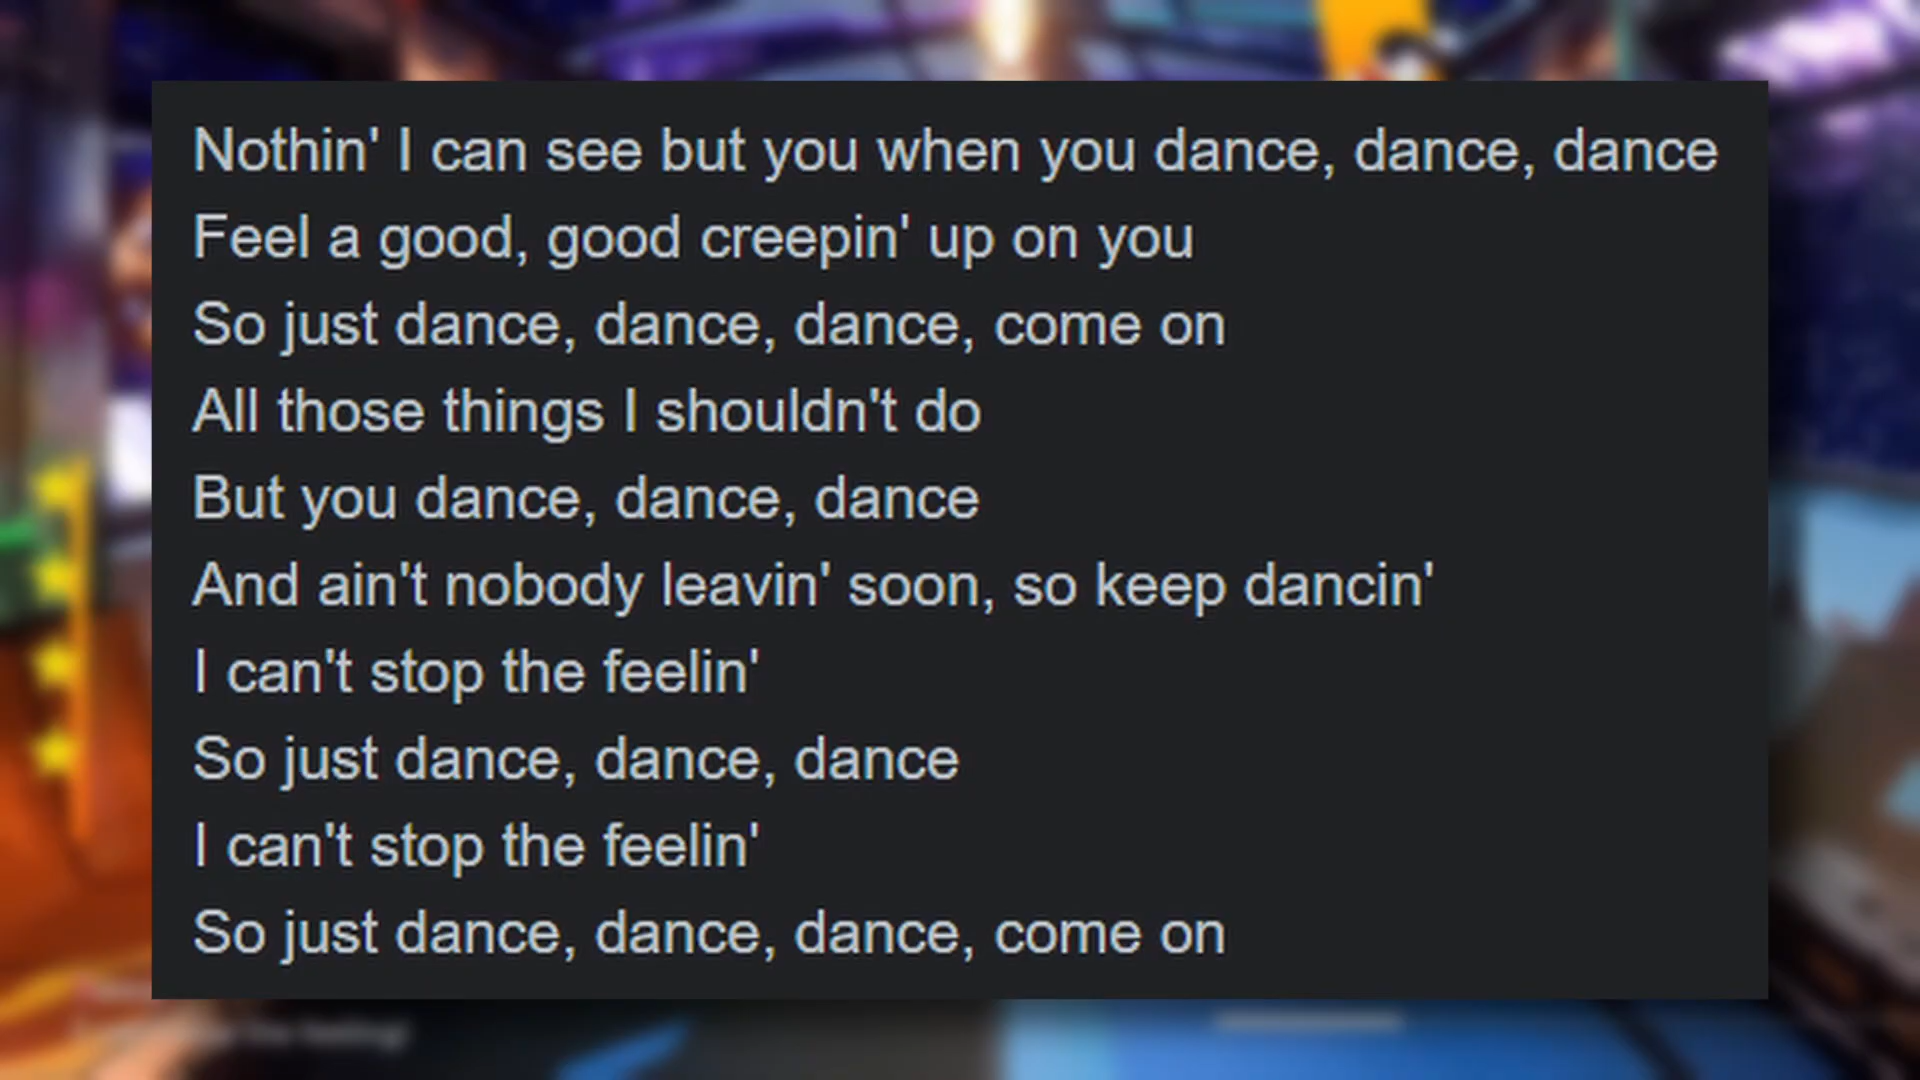 Nothin' I can see but you when you dance, dance, dance
Feel a good, good creepin' up on you
So just dance, dance, dance, come on
All those things I shouldn't do
But you dance, dance, dance
And ain't nobody leavin' soon, so keep dancin'
I can't stop the feelin'
So just dance, dance, dance
I can't stop the feelin'
So just dance, dance, dance, come on